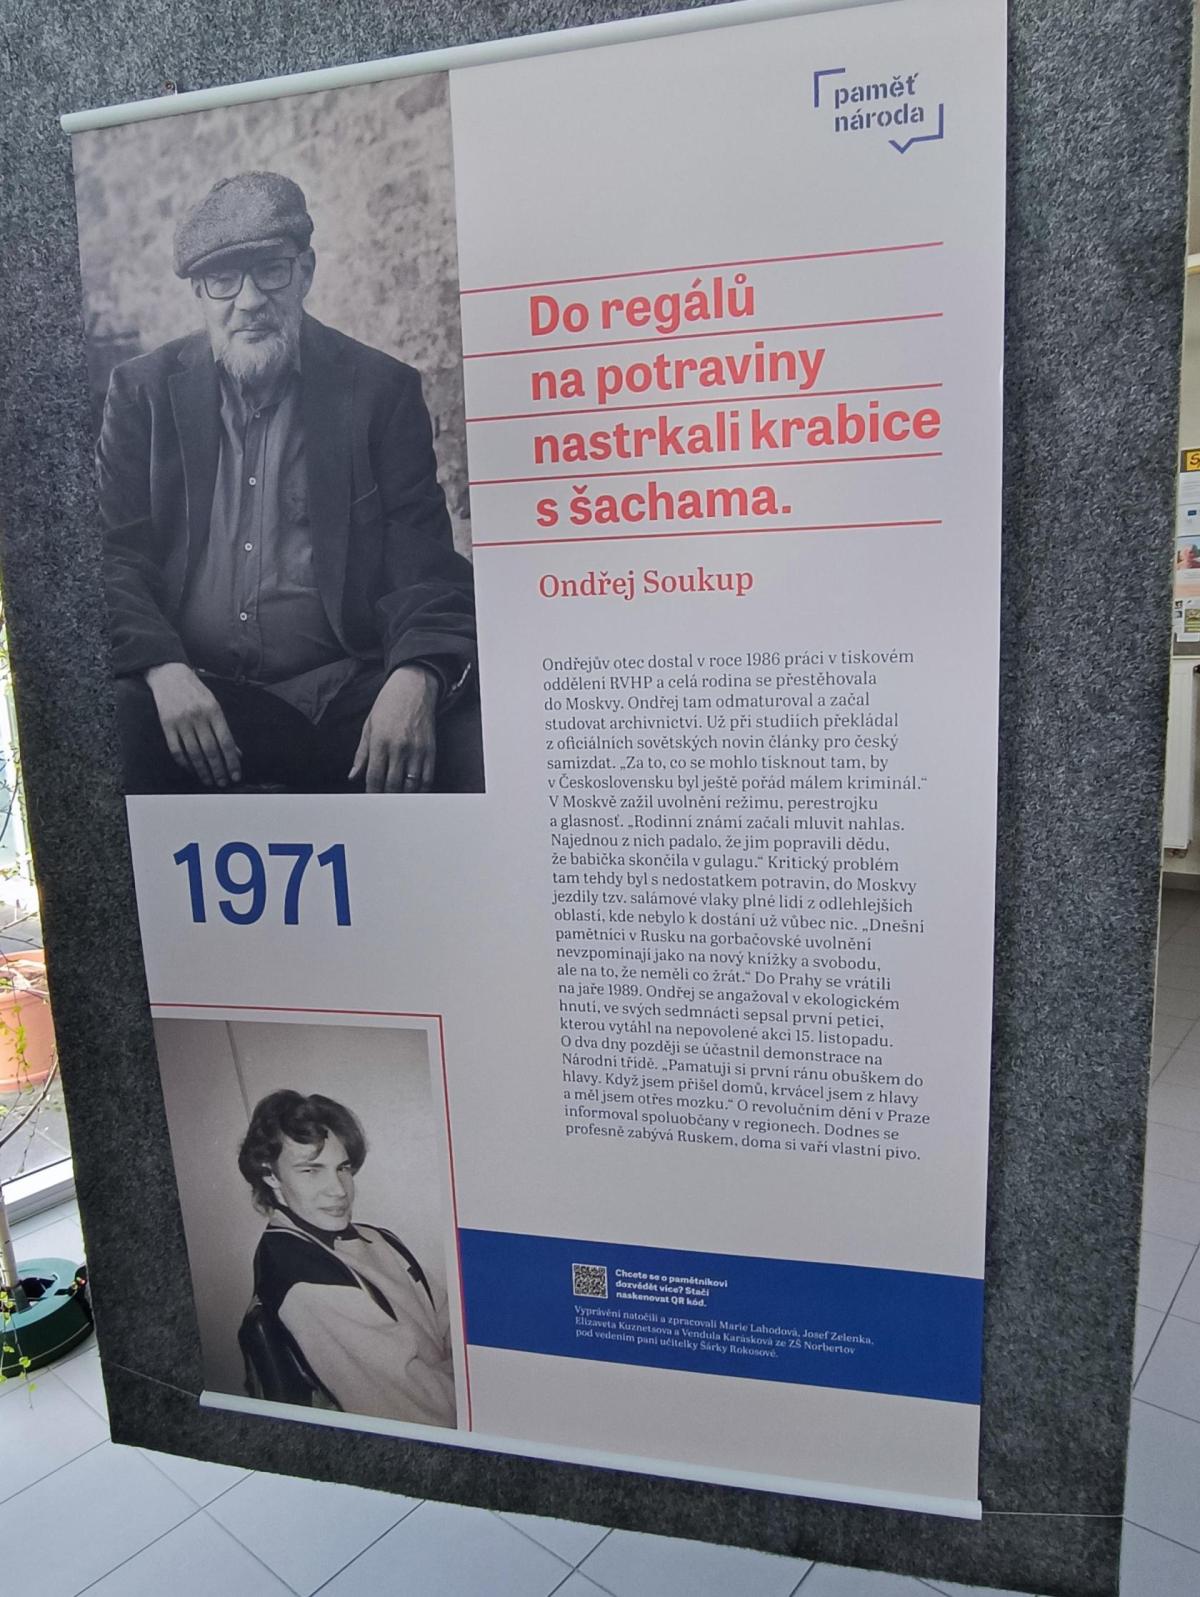 paměť
národa
Do regálů
na potraviny
nastrkali krabice
s šachama.
Ondřej Soukup
Ondřejův otec dostal v roce 1986 práci v tiskovém
oddělení RVHP a celá rodina se přestěhovala
do Moskvy. Ondřej tam odmaturoval a začal
studovat archivnictví. Už při studiích překládal
z oficiálních sovětských novin články pro český
samizdat. „Za to, co se mohlo tisknout tam, by
v Československu byl ještě pořád málem kriminál.“
V Moskvě zažil uvolnění režimu, perestrojku
a glasnosť. „Rodinní známí začali mluvit nahlas.
Najednou z nich padalo, že jim popravili dědu,
že babička skončila v gulagu.“ Kritický problém
tam tehdy byl s nedostatkem potravin, do Moskvy
jezdily tzv. salámové vlaky plné lidí z odlehlejších
oblastí, kde nebylo k dostání už vůbec nic. „Dnešní
pamětníci v Rusku na gorbačovské uvolnění
nevzpomínají jako na nový knížky a svobodu,
ale na to, že neměli co žrát.“ Do Prahy se vrátili
na jaře 1989. Ondřej se angažoval v ekologickém
hnutí, ve svých sedmnácti sepsal první petici,
kterou vytáhl na nepovolené akci 15. listopadu.
O dva dny později se účastnil demonstrace na
Národní třídě. „Pamatuji si první ránu obuškem do
hlavy. Když jsem přišel domů, krvácel jsem z hlavy
a měl jsem otřes mozku.“ O revolučním dění v Praze
informoval spoluobčany v regionech. Dodnes se
profesně zabývá Ruskem, doma si vaří vlastní pivo.
1971
Chcete se o pamětníkovi
dozvědět více? Stačí
naskenovat QR kód.
Vyprávění natočili a zpracovali Marie Lahodová, Josef Zelenka,
Elizaveta Kuznetsova a Vendula Karásková ze ZŠ Norbertov
pod vedením paní učitelky Šárky Rokosové.